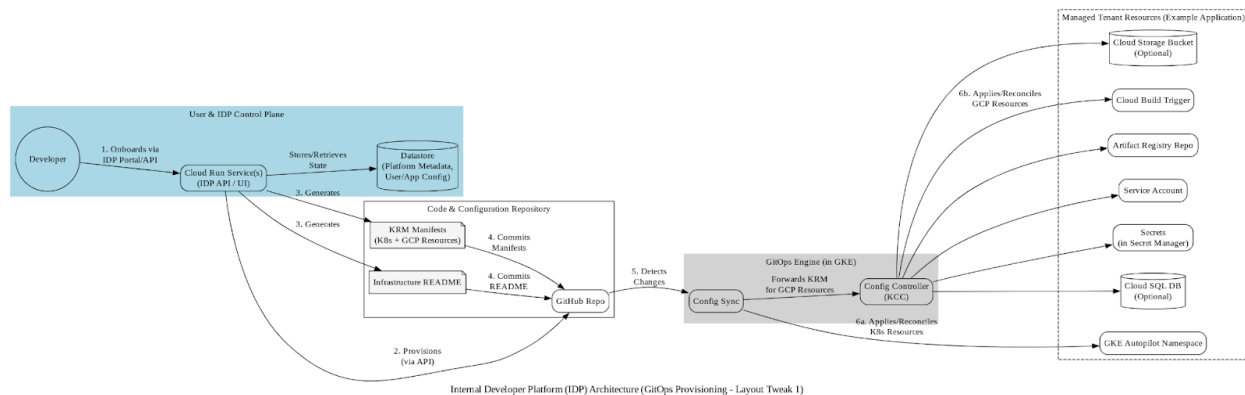 Managed Tenant Resources (Example Application)
Cloud Storage Bucket
(Optional)
6b. Applies/Reconciles
GCP Resources
Cloud Build Trigger
User & IDP Control Plane
Developer
1. Onboards via
IDP Portal/API
Cloud Run Service(s)
(IDP API / UI)
Stores/Retrieves
State
Datastore
(Platform Metadata,
User/App Config)
Artifact Registry Repo
Service Account
3. Generates
3. Generates
Code & Configuration Repository
KRM Manifests
(K8s + GCP Resources)
4. Commits
Manifests
Infrastructure README
4. Commits
README
GitHub Repo
5. Detects
Changes
Secrets
(in Secret Manager)
GitOps Engine (in GKE)
Config Sync
Forwards KRM
for GCP Resources
Config Controller
(KCC)
Cloud SQL DB
(Optional)
6a. Applies/Reconciles
K8s Resources
GKE Autopilot Namespace
2. Provisions
(via API)
Internal Developer Platform (IDP) Architecture (GitOps Provisioning - Layout Tweak 1)